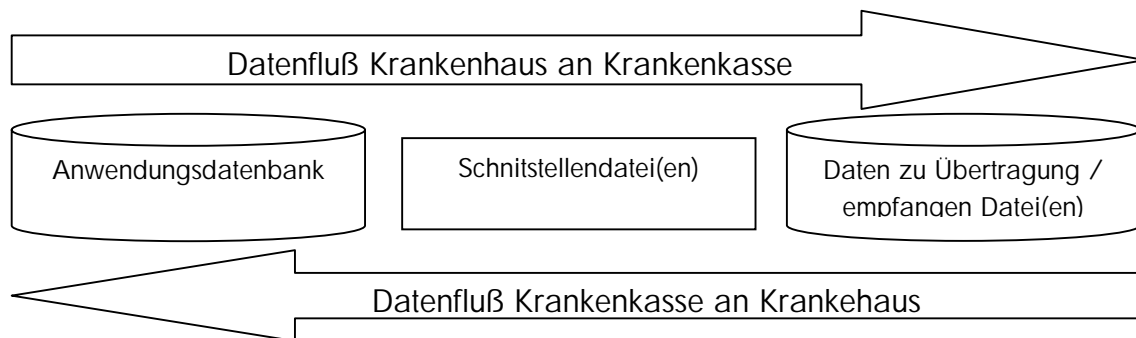 Datenfluß Krankenhaus an Krankenkasse
Anwendungsdatenbank
Schnitstellendatei(en)
Daten zu Übertragung /
empfangen Datei(en)
Datenfluß Krankenkasse an Krankehaus